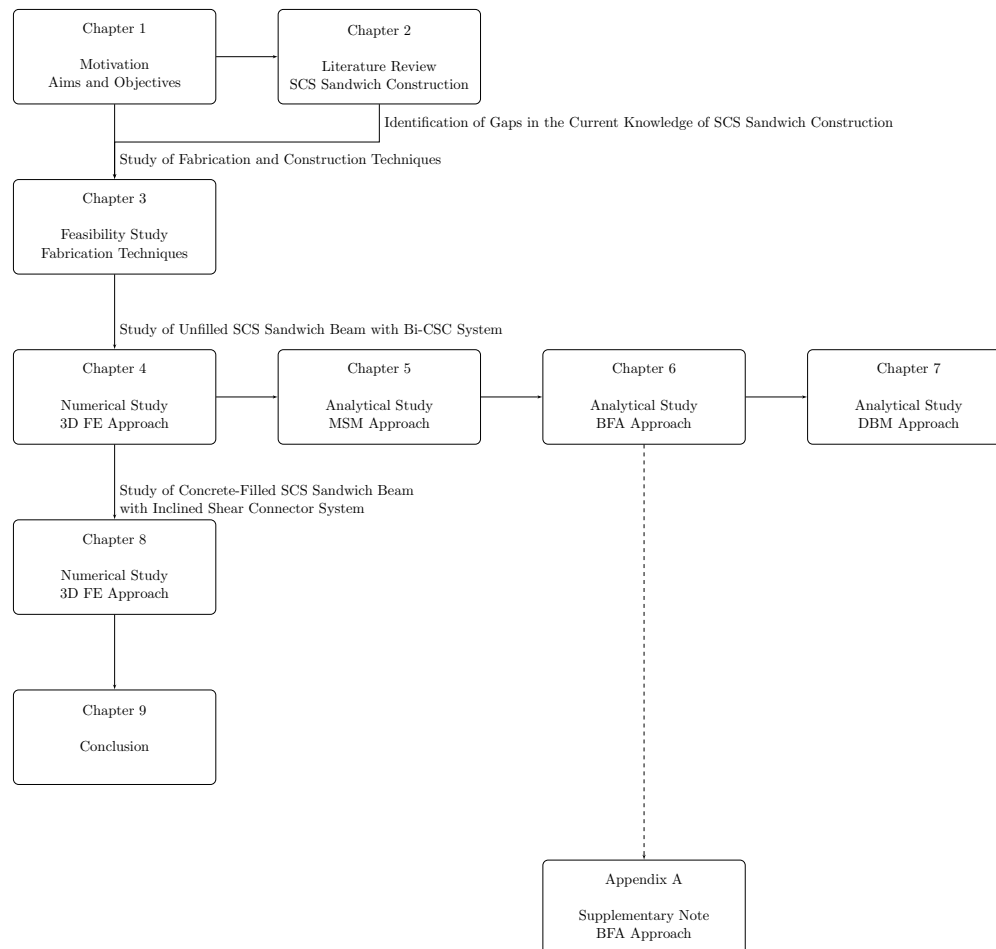 Chapter 1
Motivation
Aims and Objectives
Chapter 2
Literature Review
SCS Sandwich Construction
Identification of Gaps in the Current Knowledge of SCS Sandwich Construction
Study of Fabrication and Construction Techniques
Chapter 3
Feasibility Study
Fabrication Techniques
Study of Unfilled SCS Sandwich Beam with Bi-CSC System
Chapter 4
Numerical Study
3D FE Approach
Chapter 5
Analytical Study
MSM Approach
Chapter 6
Analytical Study
BFA Approach
Chapter 7
Analytical Study
DBM Approach
Study of Concrete-Filled SCS Sandwich Beam
with Inclined Shear Connector System
Chapter 8
Numerical Study
3D FE Approach
Chapter 9
Conclusion
Appendix A
Supplementary Note
BFA Approach